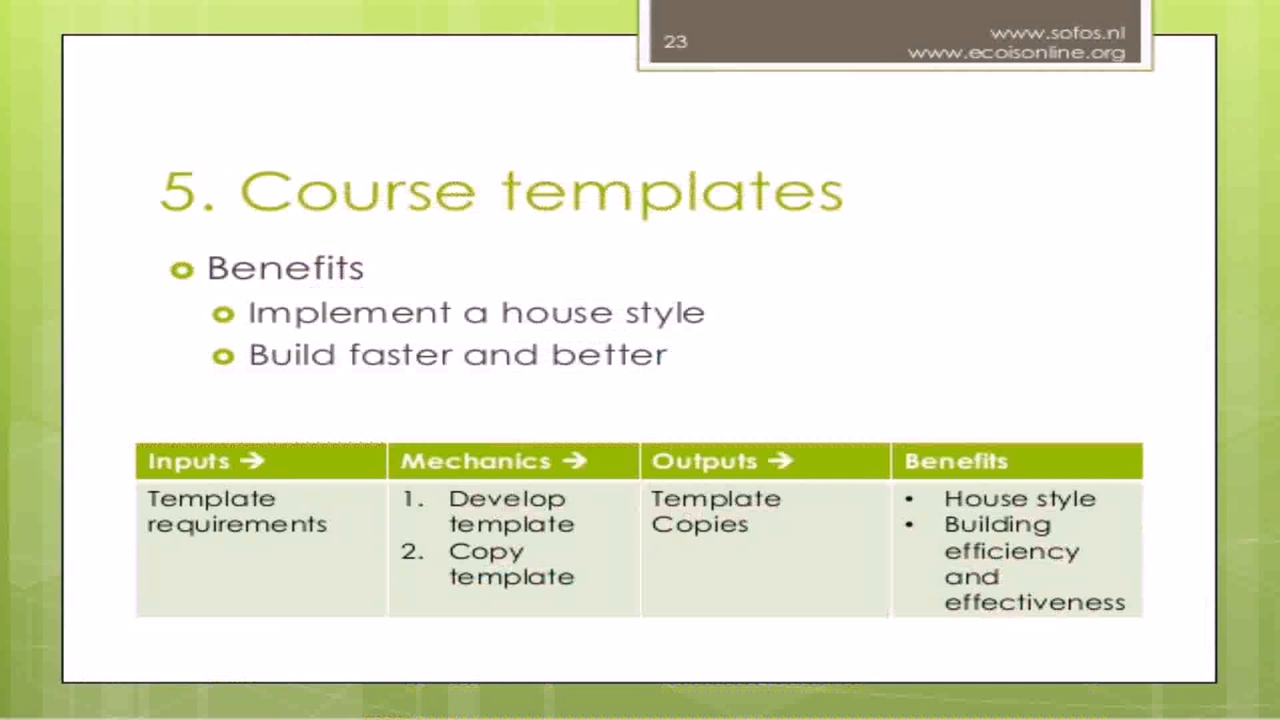 23
www.sofos.nl
www.ecoisonline.org
5. Course templates
Benefits
Implement a house style
Build faster and better
Inputs → Mechanics → Outputs → Benefits
Template requirements
1. Develop template
2. Copy template
Template Copies
• House style
• Building efficiency and effectiveness